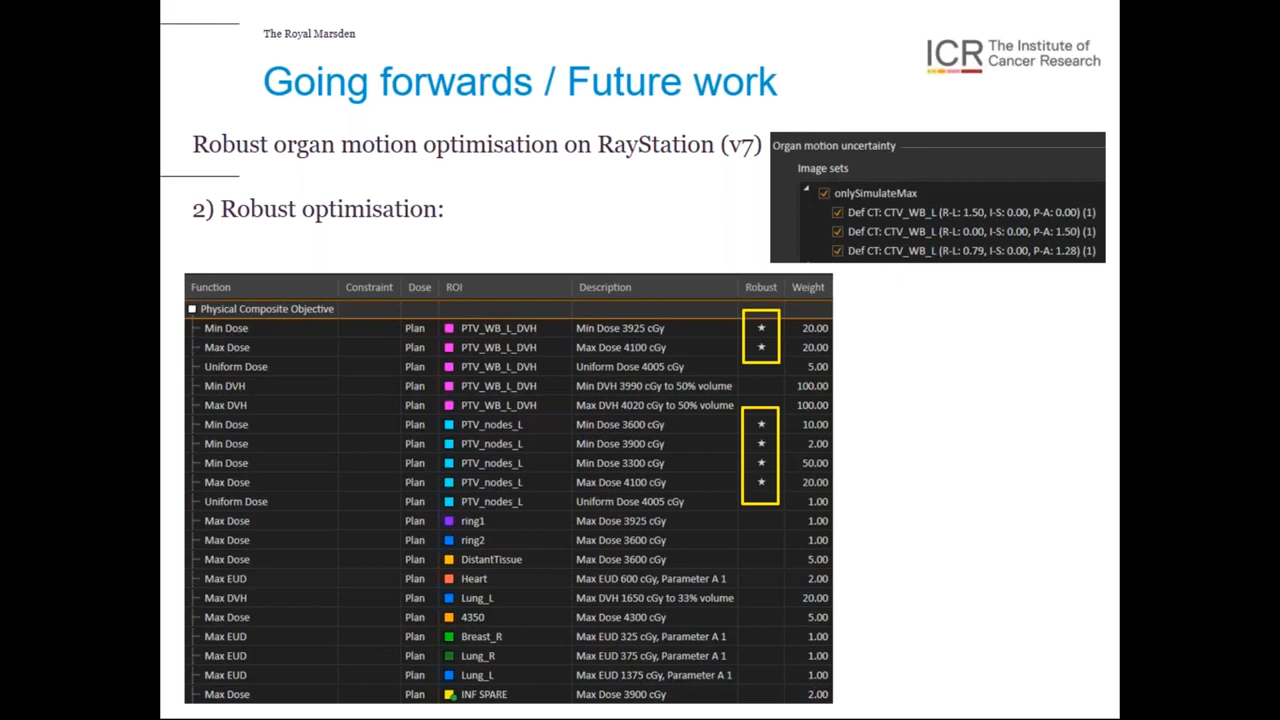 The Royal Marsden
ICR The Institute of Cancer Research
Going forwards / Future work
Robust organ motion optimisation on RayStation (v7)
Organ motion uncertainty
Image sets
onlySimulateMax
Def CT: CTV_WB_L (R-L: 1.50, I-S: 0.00, P-A: 0.00) (1)
Def CT: CTV_WB_L (R-L: 0.00, I-S: 0.00, P-A: 1.50) (1)
Def CT: CTV_WB_L (R-L: 0.79, I-S: 0.00, P-A: 1.28) (1)
2) Robust optimisation:
Function Constraint Dose ROI Description Robust Weight
Physical Composite Objective
Min Dose Plan PTV_WB_L_DVH Min Dose 3925 cGy ★ 20.00
Max Dose Plan PTV_WB_L_DVH Max Dose 4100 cGy ★ 20.00
Uniform Dose Plan PTV_WB_L_DVH Uniform Dose 4005 cGy 5.00
Min DVH Plan PTV_WB_L_DVH Min DVH 3990 cGy to 50% volume 100.00
Max DVH Plan PTV_WB_L_DVH Max DVH 4020 cGy to 50% volume 100.00
Min Dose Plan PTV_nodes_L Min Dose 3600 cGy ★ 10.00
Min Dose Plan PTV_nodes_L Min Dose 3900 cGy ★ 2.00
Min Dose Plan PTV_nodes_L Min Dose 3300 cGy ★ 50.00
Max Dose Plan PTV_nodes_L Max Dose 4100 cGy ★ 20.00
Uniform Dose Plan PTV_nodes_L Uniform Dose 4005 cGy 1.00
Max Dose Plan ring1 Max Dose 3925 cGy 1.00
Max Dose Plan ring2 Max Dose 3600 cGy 1.00
Max Dose Plan DistantTissue Max Dose 3600 cGy 5.00
Max EUD Plan Heart Max EUD 600 cGy, Parameter A 1 2.00
Max DVH Plan Lung_L Max DVH 1650 cGy to 33% volume 20.00
Max Dose Plan 4350 Max Dose 4300 cGy 5.00
Max EUD Plan Breast_R Max EUD 325 cGy, Parameter A 1 1.00
Max EUD Plan Lung_R Max EUD 375 cGy, Parameter A 1 1.00
Max EUD Plan Lung_L Max EUD 1375 cGy, Parameter A 1 1.00
Max Dose Plan INF SPARE Max Dose 3900 cGy 2.00